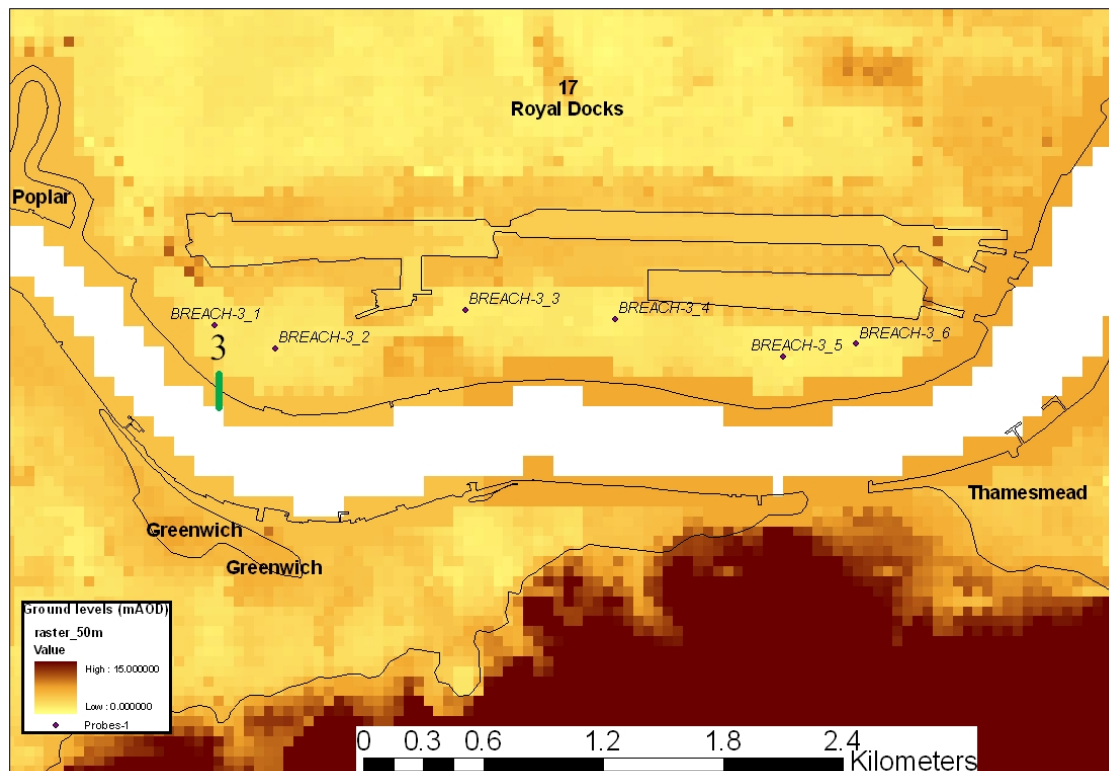 17
Royal Docks
Poplar
BREACH-3_1
BREACH-3_2
BREACH-3_3
BREACH-3_4
BREACH-3_5
BREACH-3_6
3
Thamesmead
Greenwich
Greenwich
Ground levels (mAOD)
raster_50m
Value
High : 15.000000
Low : 0.000000
Probes-1
0 0.3 0.6 1.2 1.8 2.4
Kilometers